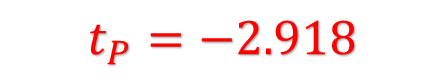 t_P = −2.918